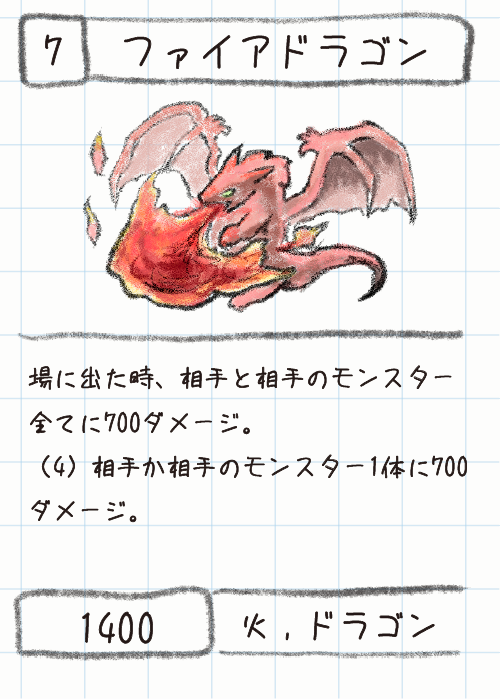 7
ファイアドラゴン
場に出た時、相手と相手のモンスター
全てに700ダメージ。
（4）相手か相手のモンスター1体に700
ダメージ。
1400
火．ドラゴン